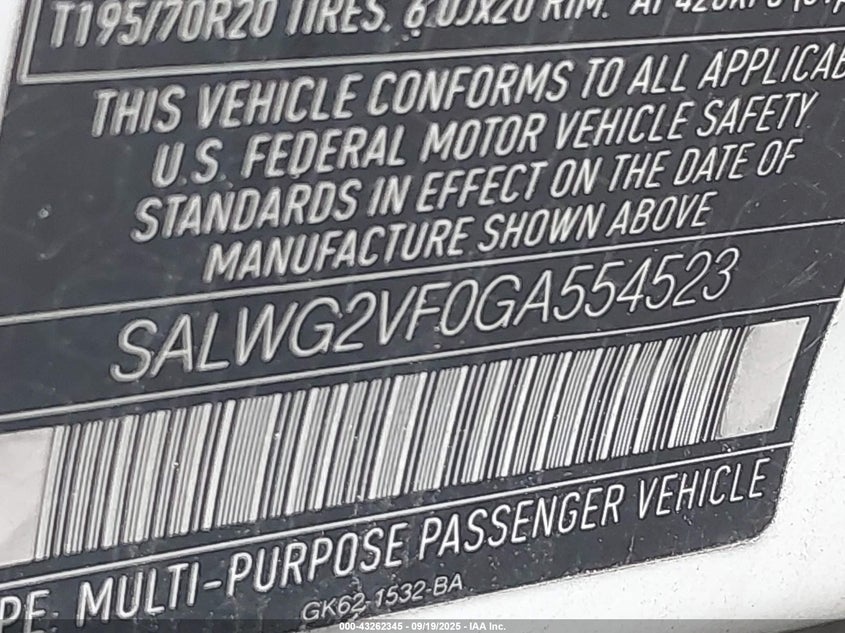 T195/70R20 TIRES. 6.0JX20 RIM. AT 420KPA
THIS VEHICLE CONFORMS TO ALL APPLICAB
U.S. FEDERAL MOTOR VEHICLE SAFETY
STANDARDS IN EFFECT ON THE DATE OF
MANUFACTURE SHOWN ABOVE
SALWG2VF0GA554523
PE: MULTI-PURPOSE PASSENGER VEHICLE
GK62 1532-BA
000-43262345 - 09/19/2025 - IAA Inc.